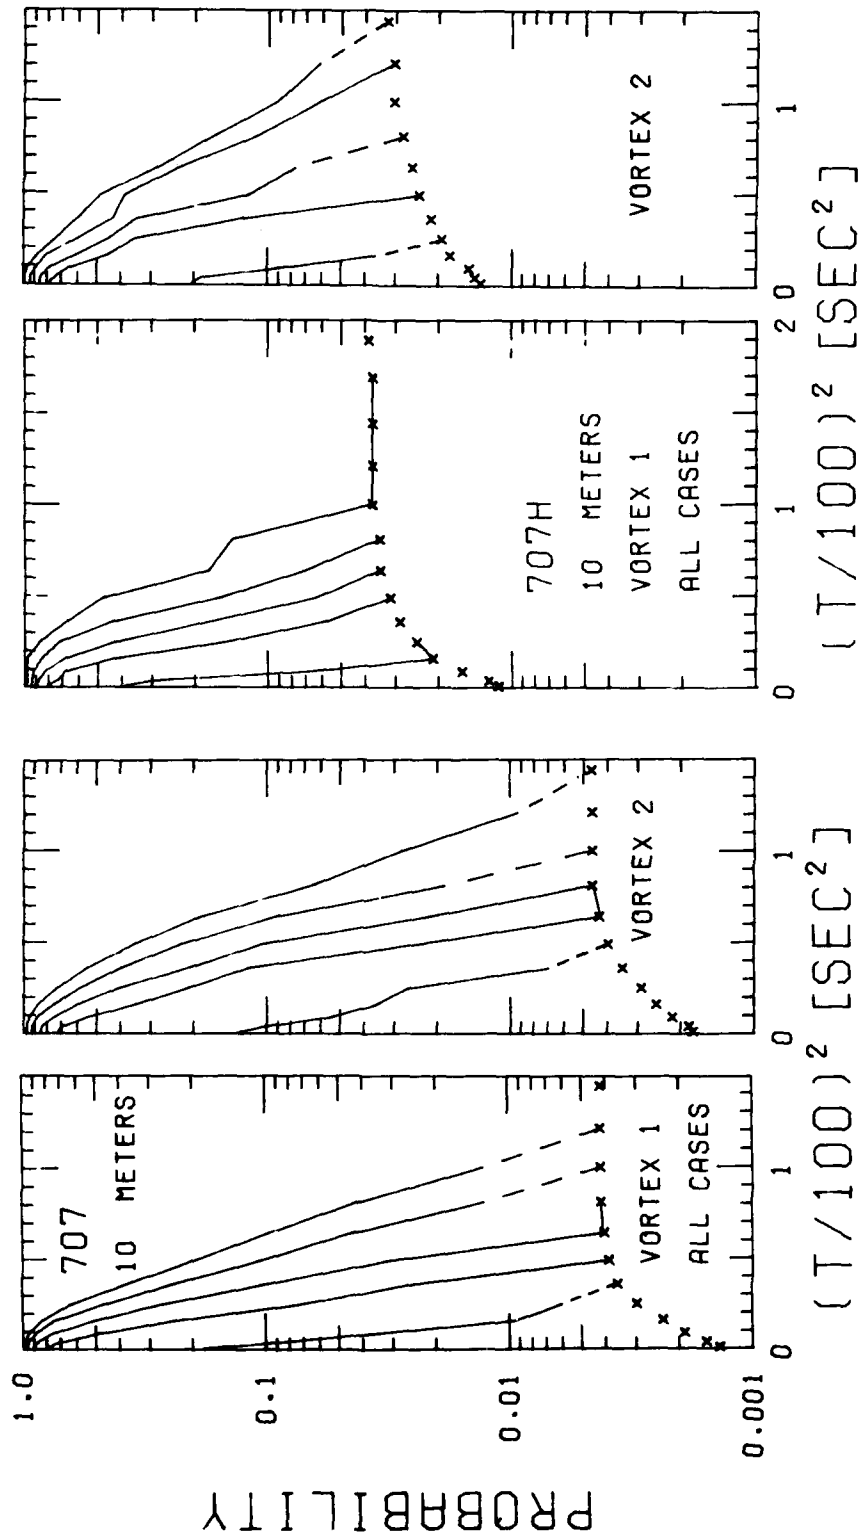 PROBABILITY
1.0
0.1
0.01
0.001
707
10 METERS
VORTEX 1
ALL CASES
0
1
VORTEX 2
0
1
(T/100)² [SEC²]
707H
10 METERS
VORTEX 1
ALL CASES
0
1
2
VORTEX 2
0
1
(T/100)² [SEC²]